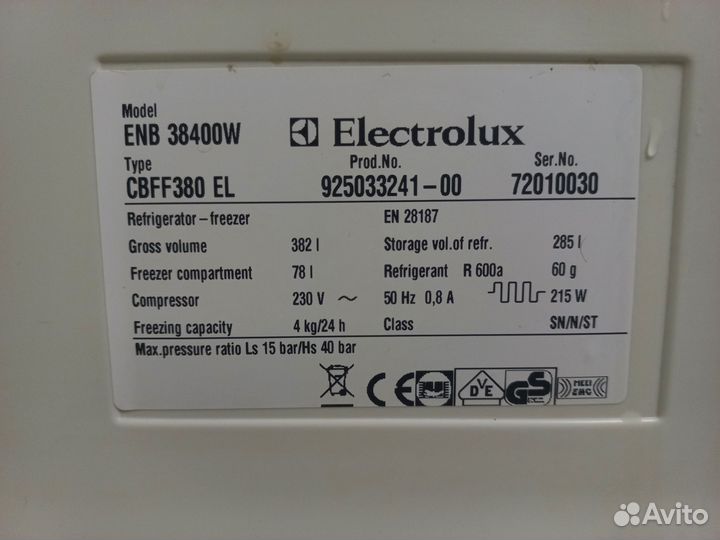 Model
ENB 38400W Electrolux
Type Prod.No. Ser.No.
CBFF380 EL 925033241-00 72010030
Refrigerator-freezer EN 28187
Gross volume 382 l Storage vol.of refr. 285 l
Freezer compartment 78 l Refrigerant R 600a 60 g
Compressor 230 V ~ 50 Hz 0,8 A 215 W
Freezing capacity 4 kg/24 h Class SN/N/ST
Max.pressure ratio Ls 15 bar/Hs 40 bar
CE DVE GS MEEI EMC
Avito